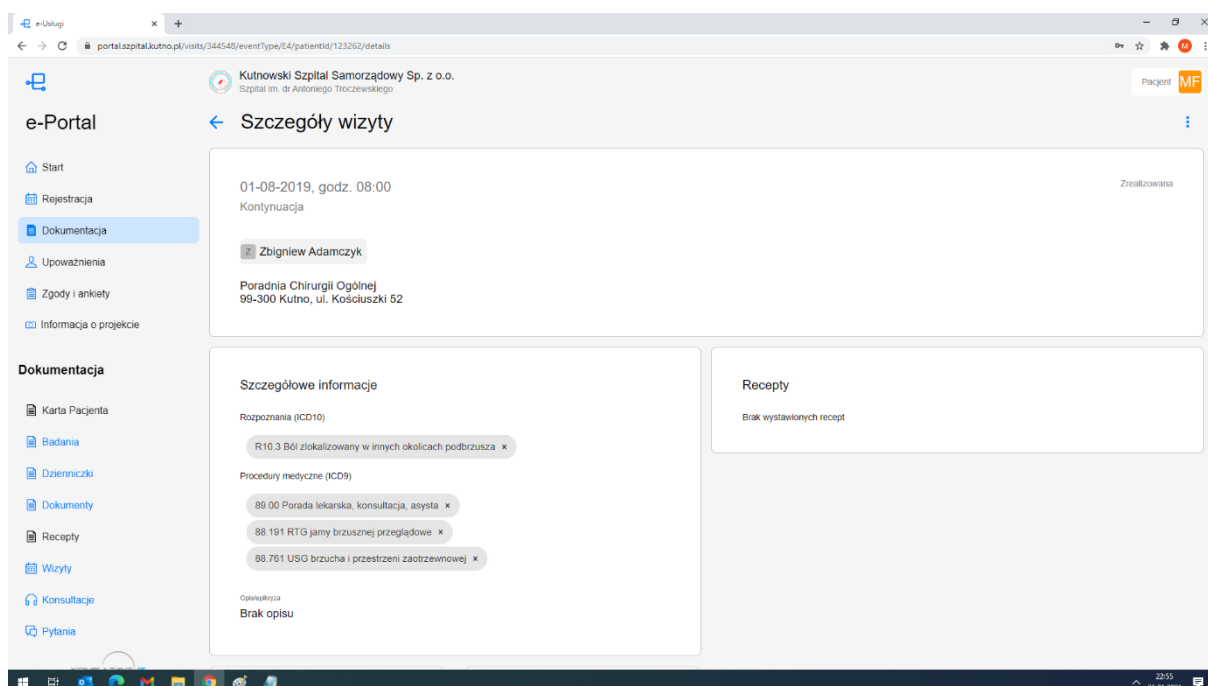 e-Usługi
portal.szpital.kutno.pl/visits/344548/eventType/E4/patientId/123262/details
M
Kutnowski Szpital Samorządowy Sp. z o.o.
Szpital im. dr Antoniego Troczewskiego
Pacjent MF
e-Portal
Szczegóły wizyty
Start
Rejestracja
Dokumentacja
Upoważnienia
Zgody i ankiety
Informacja o projekcie
01-08-2019, godz. 08:00
Zrealizowana
Kontynuacja
Z Zbigniew Adamczyk
Poradnia Chirurgii Ogólnej
99-300 Kutno, ul. Kościuszki 52
Dokumentacja
Karta Pacjenta
Badania
Dzienniczki
Dokumenty
Recepty
Wizyty
Konsultacje
Pytania
Szczegółowe informacje
Rozpoznania (ICD10)
R10.3 Ból zlokalizowany w innych okolicach podbrzusza ×
Procedury medyczne (ICD9)
89.00 Porada lekarska, konsultacja, asysta ×
88.191 RTG jamy brzusznej przeglądowe ×
88.761 USG brzucha i przestrzeni zaotrzewnowej ×
Opis/epikryza
Brak opisu
Recepty
Brak wystawionych recept
22:55